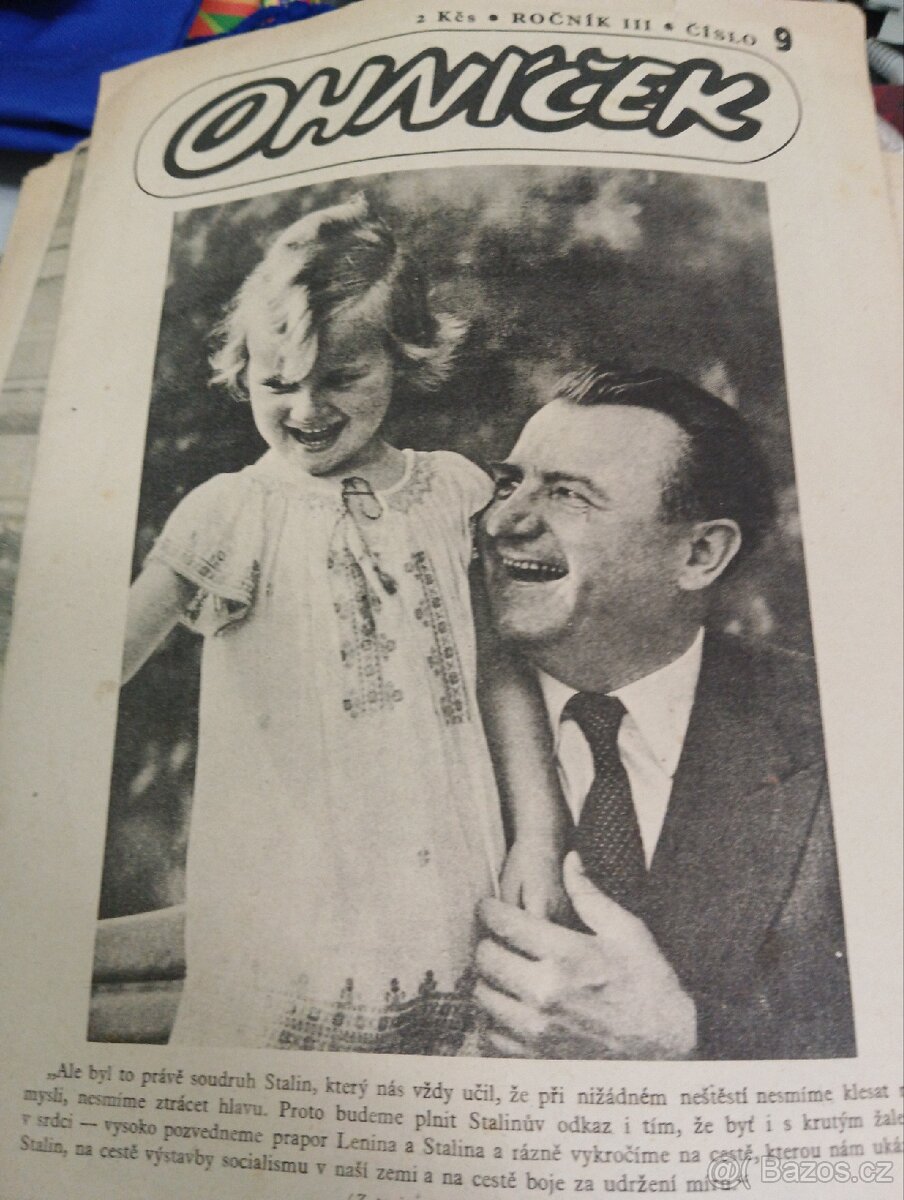 2 Kčs • ROČNÍK III • ČÍSLO 9
OHNÍČEK
„Ale byl to právě soudruh Stalin, který nás vždy učil, že při nižádném neštěstí nesmíme klesat
mysli, nesmíme ztrácet hlavu. Proto budeme plnit Stalinův odkaz i tím, že byť i s krutým
v srdci — vysoko pozvedneme prapor Lenina a Stalina a rázně vykročíme na cestě, kterou nám
Stalin, na cestě výstavby socialismu v naší zemi a na cestě boje za udržení míru.“
Bazos.cz